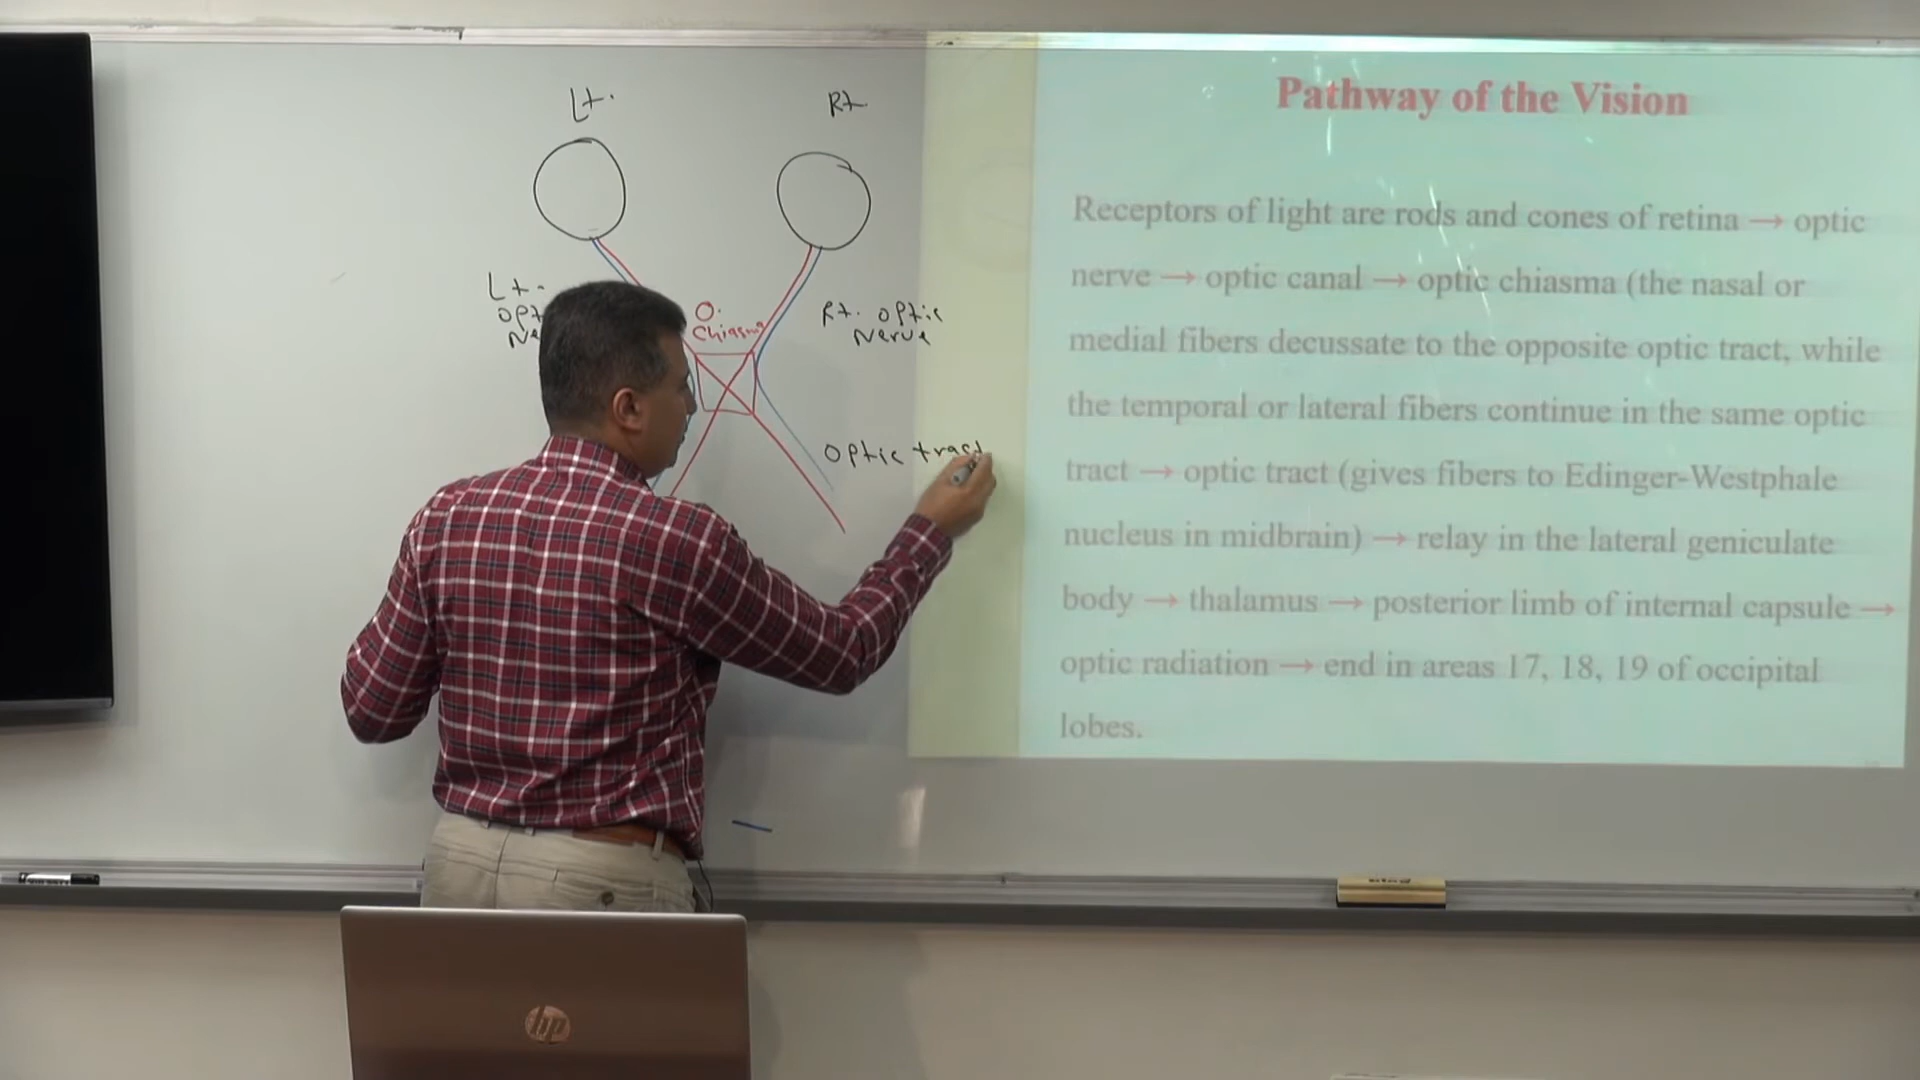 Lt.
Rt
Lt.
opt
Ne
O.
Chiasma
Rt. optic
Nerve
optic tract
Pathway of the Vision
Receptors of light are rods and cones of retina → optic
nerve → optic canal → optic chiasma (the nasal or
medial fibers decussate to the opposite optic tract, while
the temporal or lateral fibers continue in the same optic
tract → optic tract (gives fibers to Edinger-Westphale
nucleus in midbrain) → relay in the lateral geniculate
body → thalamus → posterior limb of internal capsule →
optic radiation → end in areas 17, 18, 19 of occipital
lobes.
hp